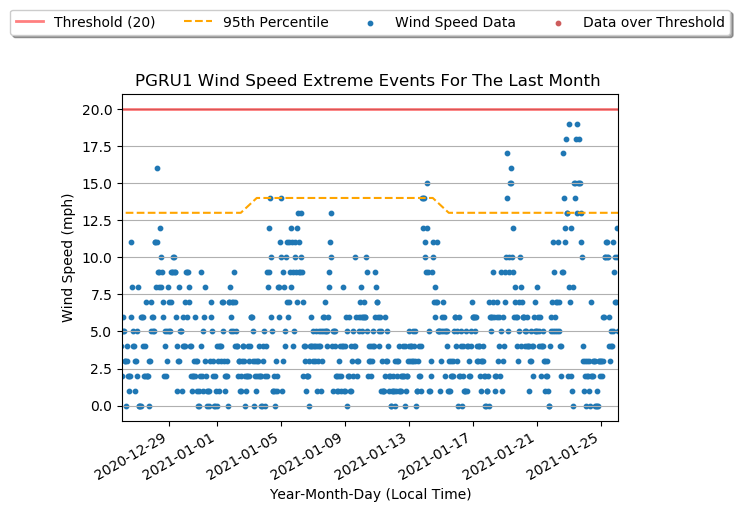 Threshold (20) 95th Percentile Wind Speed Data Data over Threshold
PGRU1 Wind Speed Extreme Events For The Last Month
20.0
17.5
15.0
12.5
10.0
7.5
5.0
2.5
0.0
Wind Speed (mph)
2020-12-29 2021-01-01 2021-01-05 2021-01-09 2021-01-13 2021-01-17 2021-01-21 2021-01-25
Year-Month-Day (Local Time)